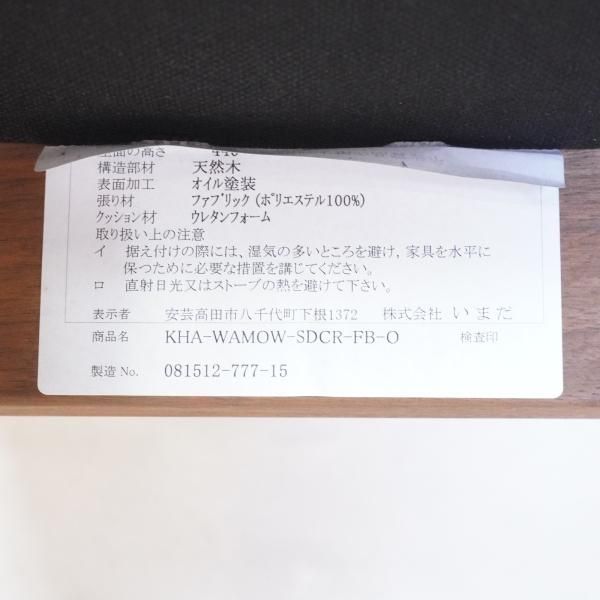 座面の高さ 440
構造部材 天然木
表面加工 オイル塗装
張り材 ファブリック（ポリエステル100%）
クッション材 ウレタンフォーム
取り扱い上の注意
イ 据え付けの際には、湿気の多いところを避け、家具を水平に
保つために必要な措置を講じてください。
ロ 直射日光又はストーブの熱を避けて下さい。
表示者 安芸高田市八千代町下根1372 株式会社 いまだ
商品名 KHA-WAMOW-SDCR-FB-O 検査印
製造 No. 081512-777-15